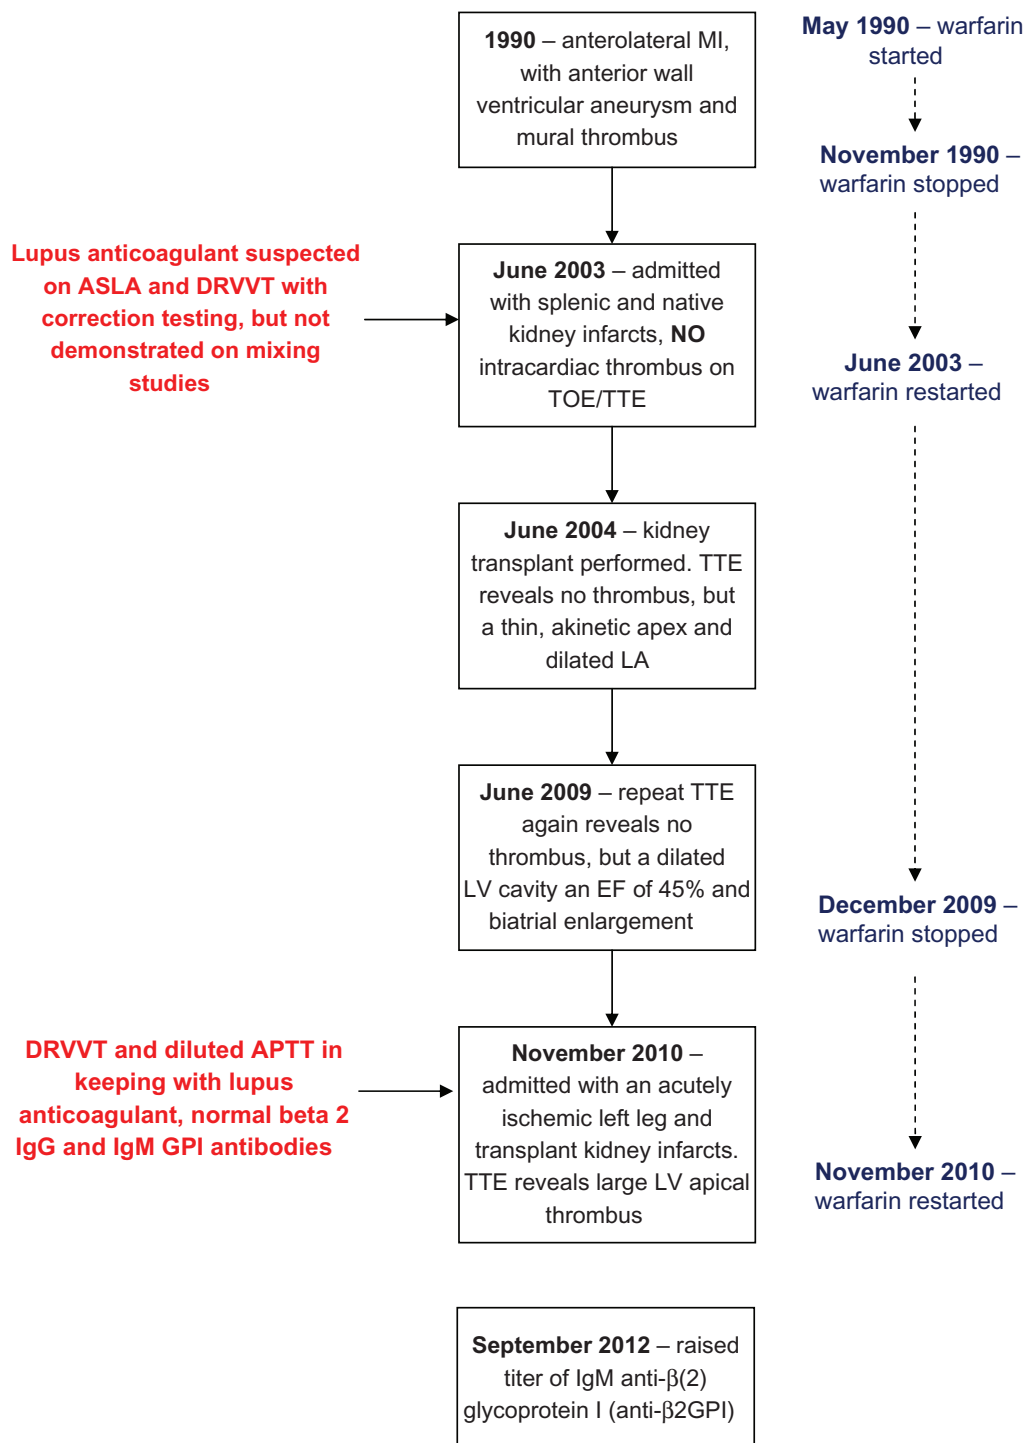 1990 – anterolateral MI,
with anterior wall
ventricular aneurysm and
mural thrombus
May 1990 – warfarin
started
November 1990 –
warfarin stopped
Lupus anticoagulant suspected
on ASLA and DRVVT with
correction testing, but not
demonstrated on mixing
studies
June 2003 – admitted
with splenic and native
kidney infarcts, NO
intracardiac thrombus on
TOE/TTE
June 2003 –
warfarin restarted
June 2004 – kidney
transplant performed. TTE
reveals no thrombus, but
a thin, akinetic apex and
dilated LA
June 2009 – repeat TTE
again reveals no
thrombus, but a dilated
LV cavity an EF of 45% and
biatrial enlargement
December 2009 –
warfarin stopped
DRVVT and diluted APTT in
keeping with lupus
anticoagulant, normal beta 2
IgG and IgM GPI antibodies
November 2010 –
admitted with an acutely
ischemic left leg and
transplant kidney infarcts.
TTE reveals large LV apical
thrombus
November 2010 –
warfarin restarted
September 2012 – raised
titer of IgM anti-β(2)
glycoprotein I (anti-β2GPI)